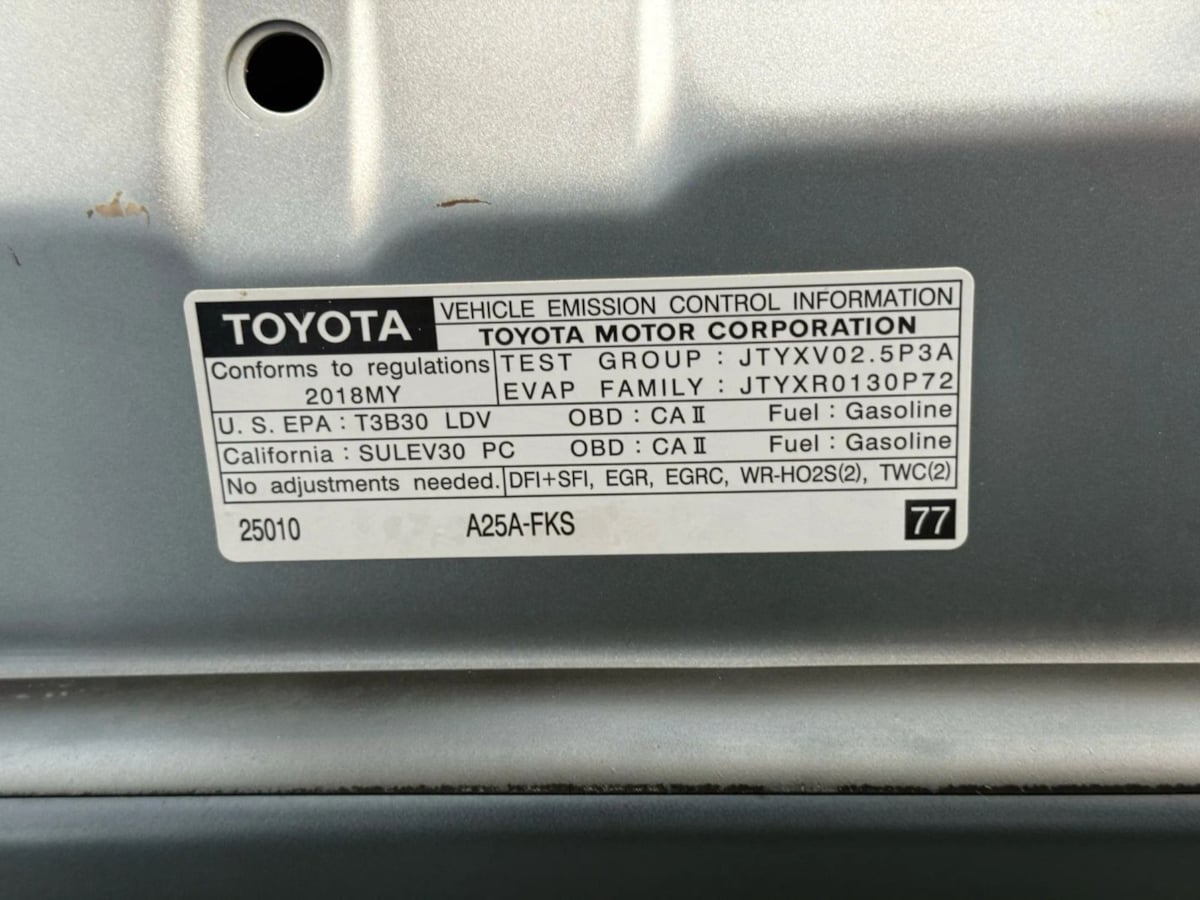 TOYOTA
VEHICLE EMISSION CONTROL INFORMATION
TOYOTA MOTOR CORPORATION
Conforms to regulations
2018MY
TEST GROUP : JTYXV02.5P3A
EVAP FAMILY : JTYXR0130P72
U. S. EPA : T3B30 LDV OBD : CA II Fuel : Gasoline
California : SULEV30 PC OBD : CA II Fuel : Gasoline
No adjustments needed. DFI+SFI, EGR, EGRC, WR-HO2S(2), TWC(2)
25010 A25A-FKS 77